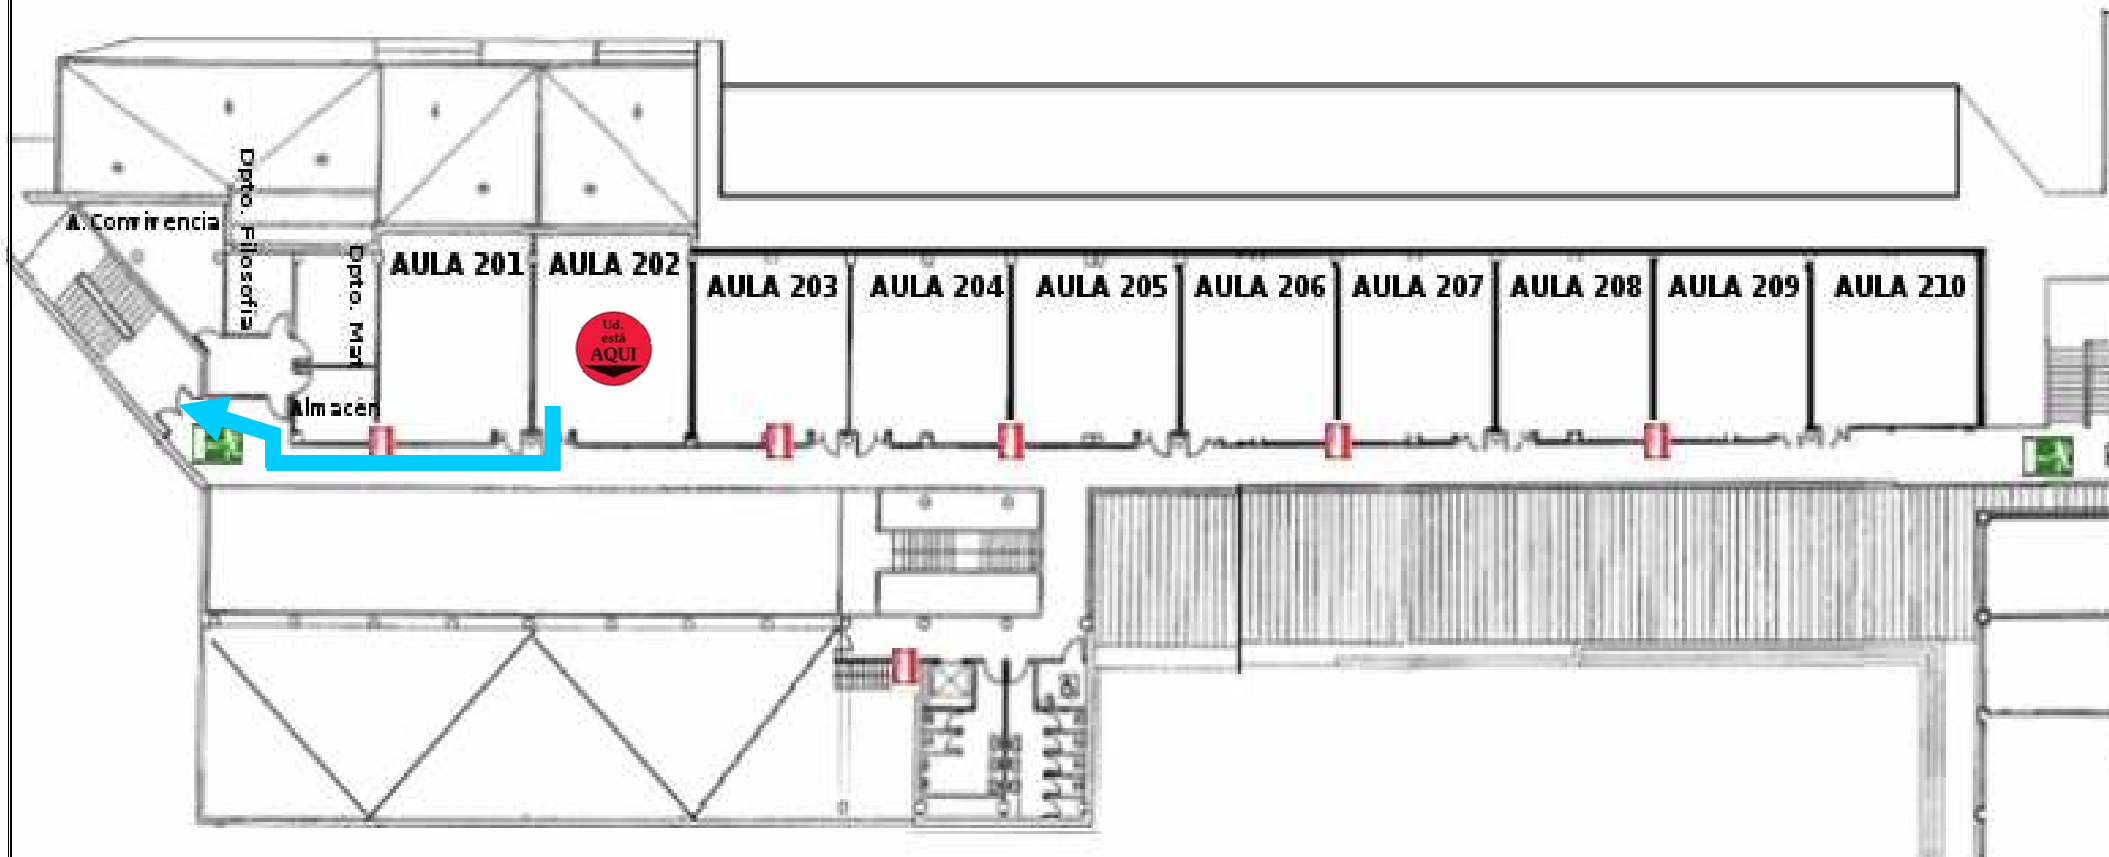 A. Convivencia
Dpto. Filosofía
Dpto. Mat
Almacén
AULA 201
AULA 202
AULA 203
AULA 204
AULA 205
AULA 206
AULA 207
AULA 208
AULA 209
AULA 210
Ud.
está
AQUI